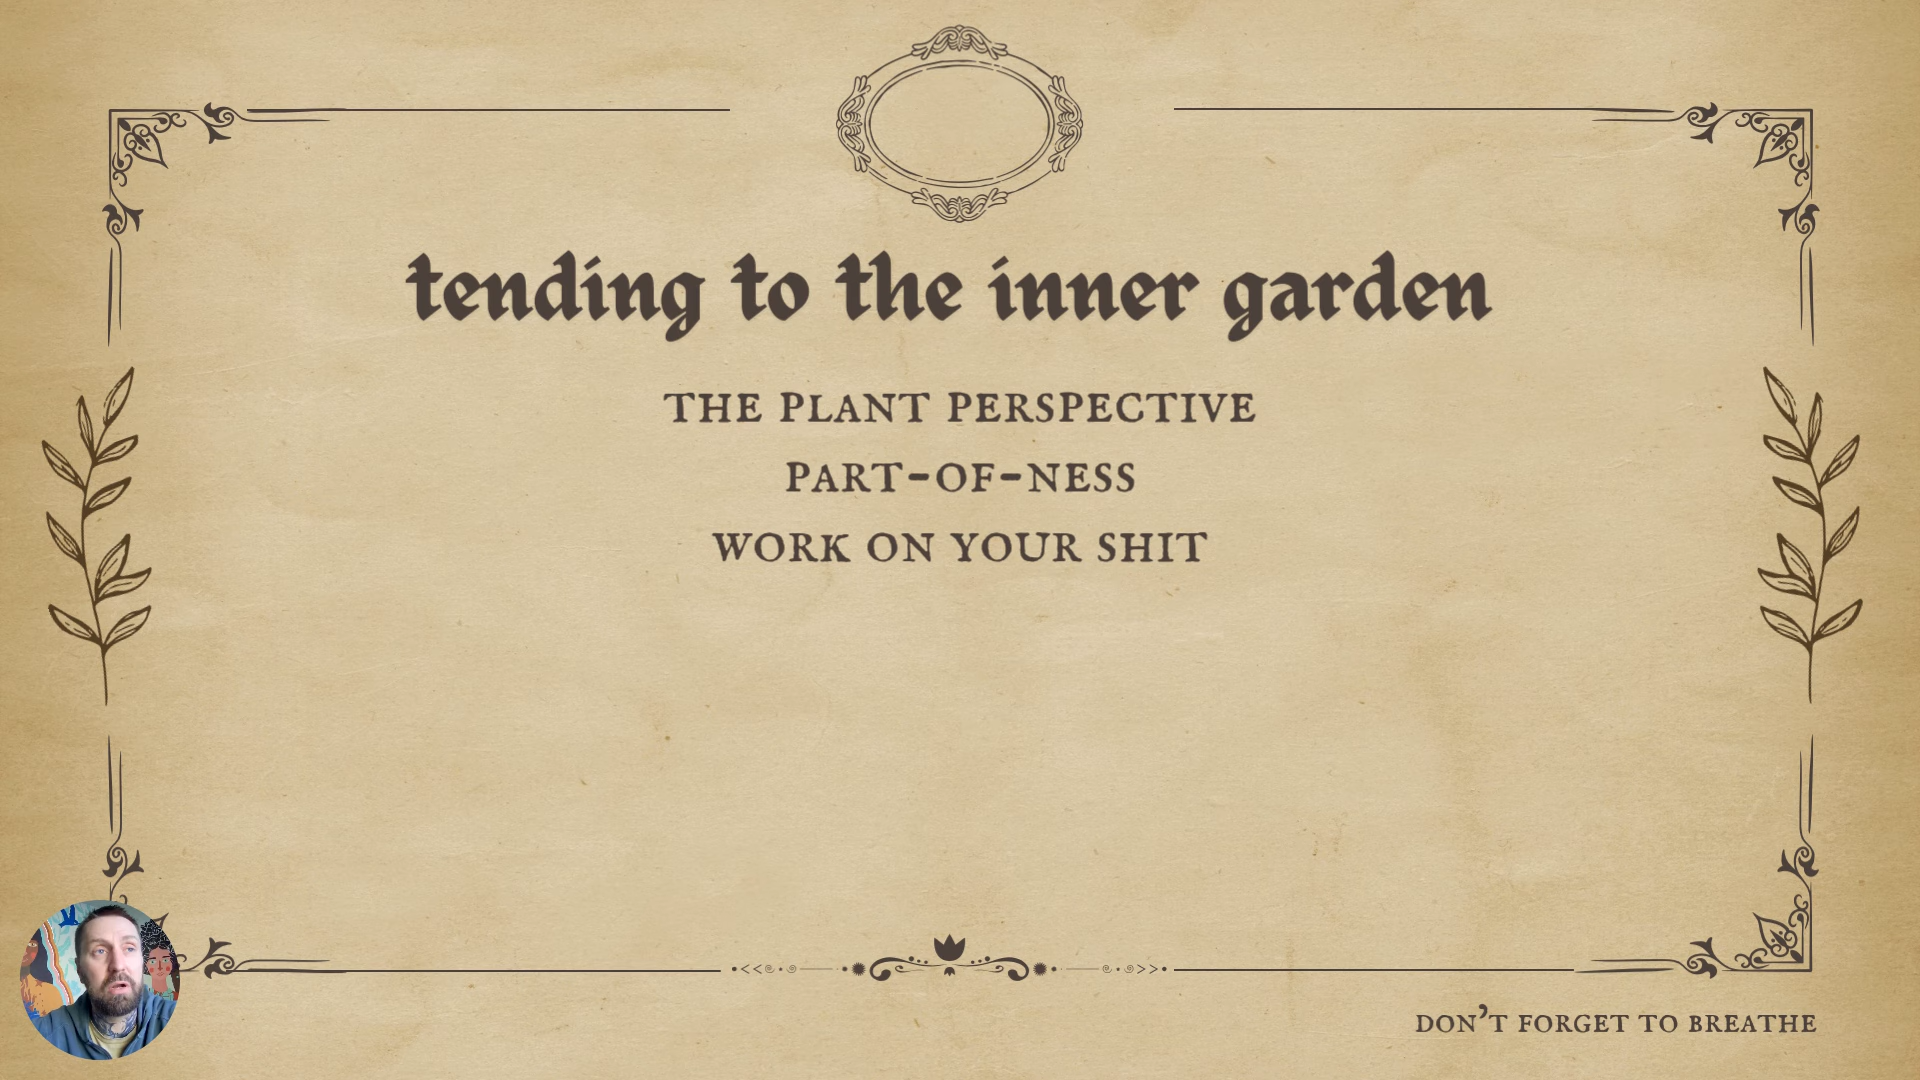 tending to the inner garden
THE PLANT PERSPECTIVE
PART-OF-NESS
WORK ON YOUR SHIT
DON'T FORGET TO BREATHE